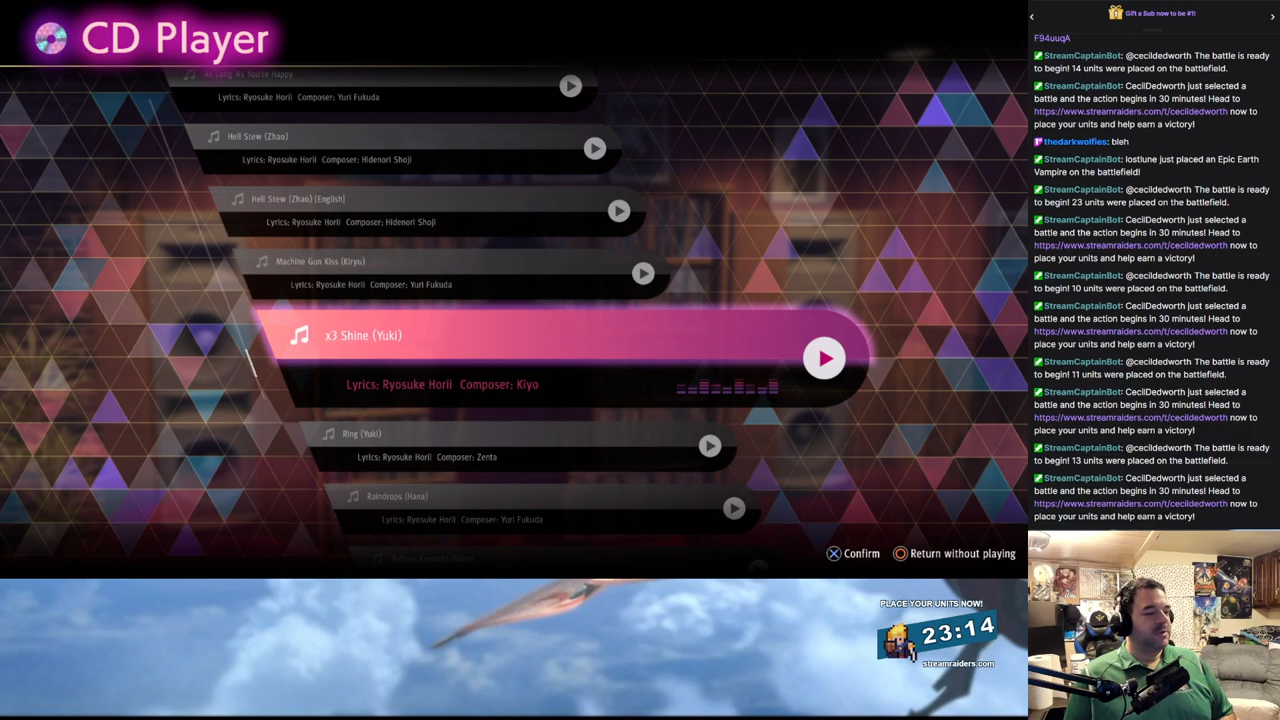 CD Player
As Long As You're Happy
Lyrics: Ryosuke Horii Composer: Yuri Fukuda
Hell Stew (Zhao)
Lyrics: Ryosuke Horii Composer: Hidenori Shoji
Hell Stew (Zhao) [English]
Lyrics: Ryosuke Horii Composer: Hidenori Shoji
Machine Gun Kiss (Kiryu)
Lyrics: Ryosuke Horii Composer: Yuri Fukuda
x3 Shine (Yuki)
Lyrics: Ryosuke Horii Composer: Kiyo
Ring (Yuki)
Lyrics: Ryosuke Horii Composer: Zenta
Raindrops (Hana)
Lyrics: Ryosuke Horii Composer: Yuri Fukuda
Confirm
Return without playing
PLACE YOUR UNITS NOW!
23:14
streamraiders.com
Gift a Sub now to be #1!
F94uuqA
StreamCaptainBot: @cecildedworth The battle is ready
to begin! 14 units were placed on the battlefield.
StreamCaptainBot: CecilDedworth just selected a
battle and the action begins in 30 minutes! Head to
https://www.streamraiders.com/t/cecildedworth now to
place your units and help earn a victory!
thedarkwolfies: bleh
StreamCaptainBot: lostlune just placed an Epic Earth
Vampire on the battlefield!
StreamCaptainBot: @cecildedworth The battle is ready
to begin! 23 units were placed on the battlefield.
StreamCaptainBot: CecilDedworth just selected a
battle and the action begins in 30 minutes! Head to
https://www.streamraiders.com/t/cecildedworth now to
place your units and help earn a victory!
StreamCaptainBot: @cecildedworth The battle is ready
to begin! 10 units were placed on the battlefield.
StreamCaptainBot: CecilDedworth just selected a
battle and the action begins in 30 minutes! Head to
https://www.streamraiders.com/t/cecildedworth now to
place your units and help earn a victory!
StreamCaptainBot: @cecildedworth The battle is ready
to begin! 11 units were placed on the battlefield.
StreamCaptainBot: CecilDedworth just selected a
battle and the action begins in 30 minutes! Head to
https://www.streamraiders.com/t/cecildedworth now to
place your units and help earn a victory!
StreamCaptainBot: @cecildedworth The battle is ready
to begin! 13 units were placed on the battlefield.
StreamCaptainBot: CecilDedworth just selected a
battle and the action begins in 30 minutes! Head to
https://www.streamraiders.com/t/cecildedworth now to
place your units and help earn a victory!